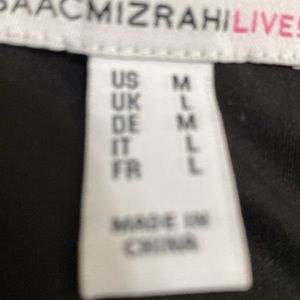 SAACMIZRAHILIVE!
US M
UK L
DE M
IT L
FR L
MADE IN
CHINA